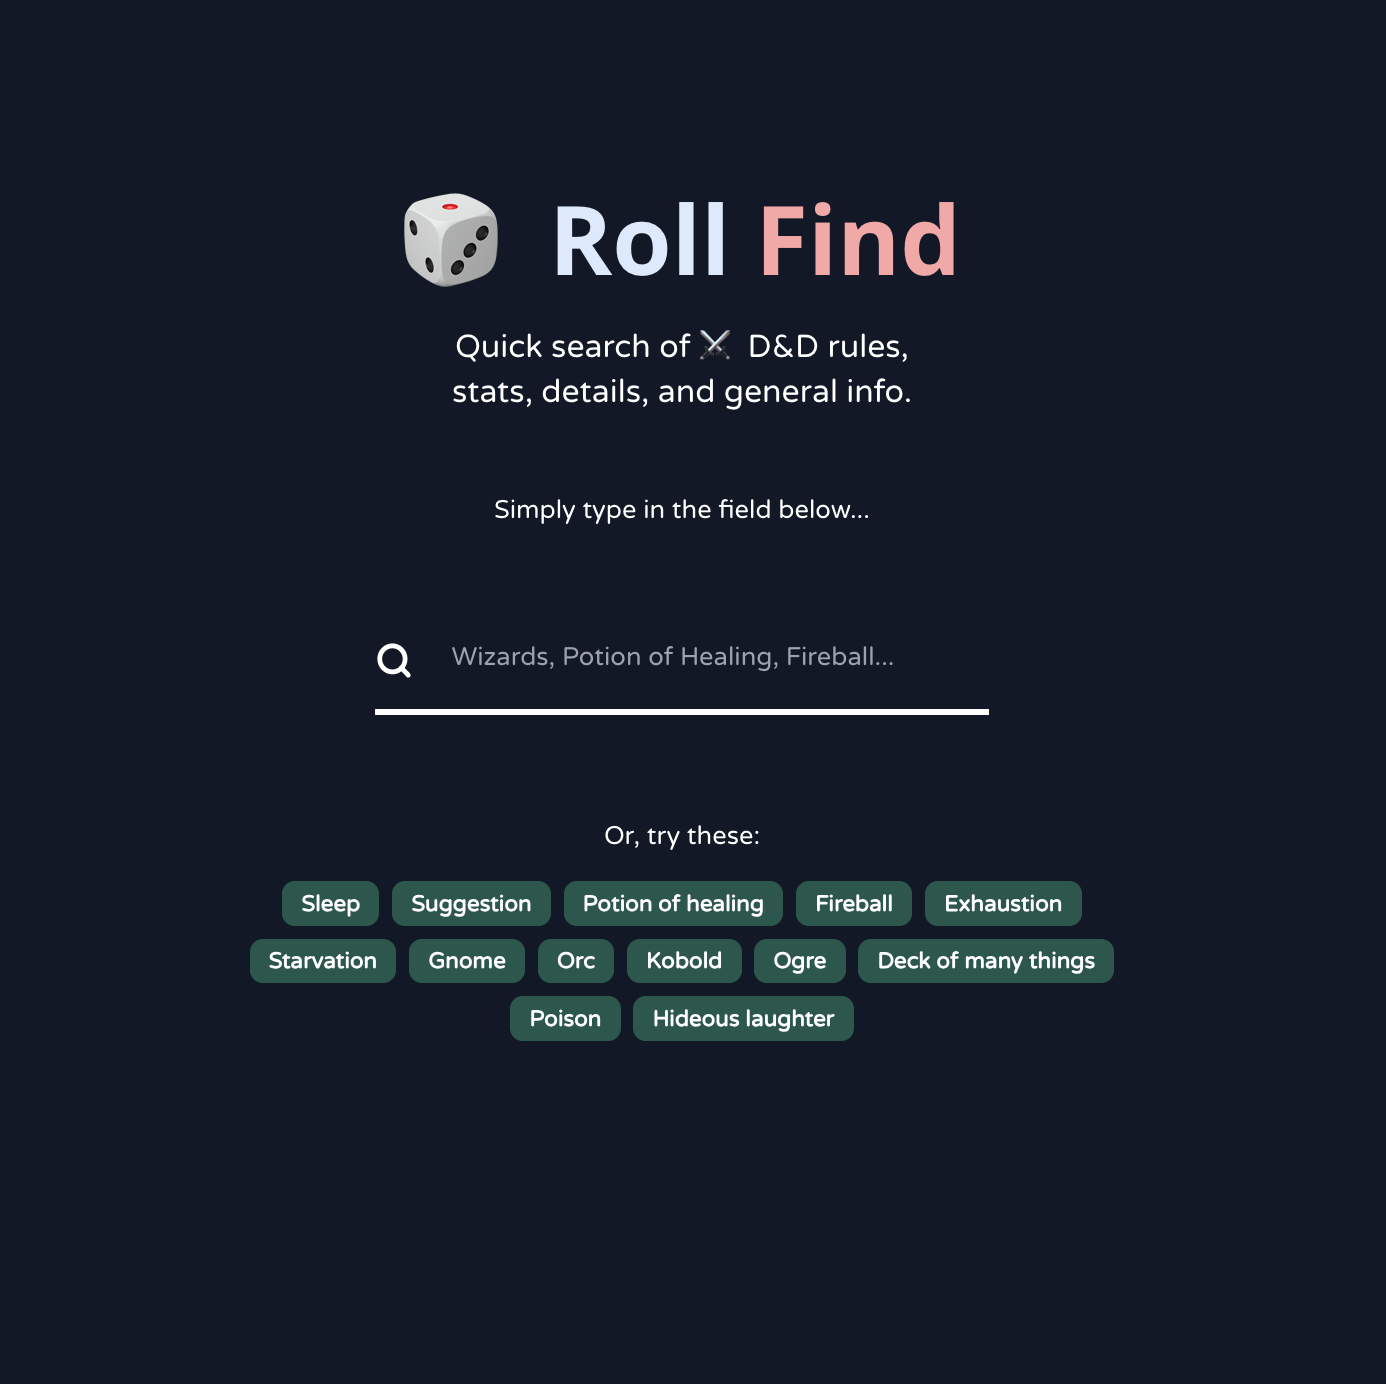 Roll Find
Quick search of ⚔ D&D rules,
stats, details, and general info.
Simply type in the field below...
Wizards, Potion of Healing, Fireball...
Or, try these:
Sleep Suggestion Potion of healing Fireball Exhaustion
Starvation Gnome Orc Kobold Ogre Deck of many things
Poison Hideous laughter